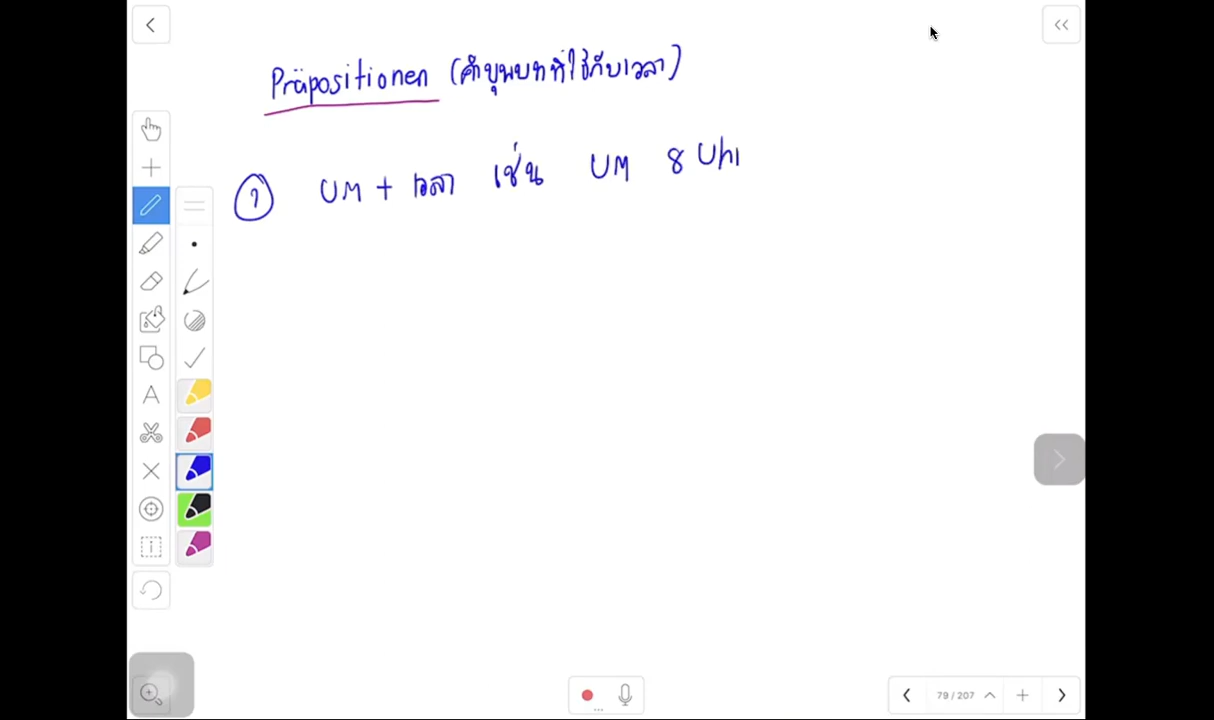 Präpositionen (คำบุพบทที่ใช้กับเวลา)
① um + เวลา เช่น um 8 Uhr
A
79 / 207